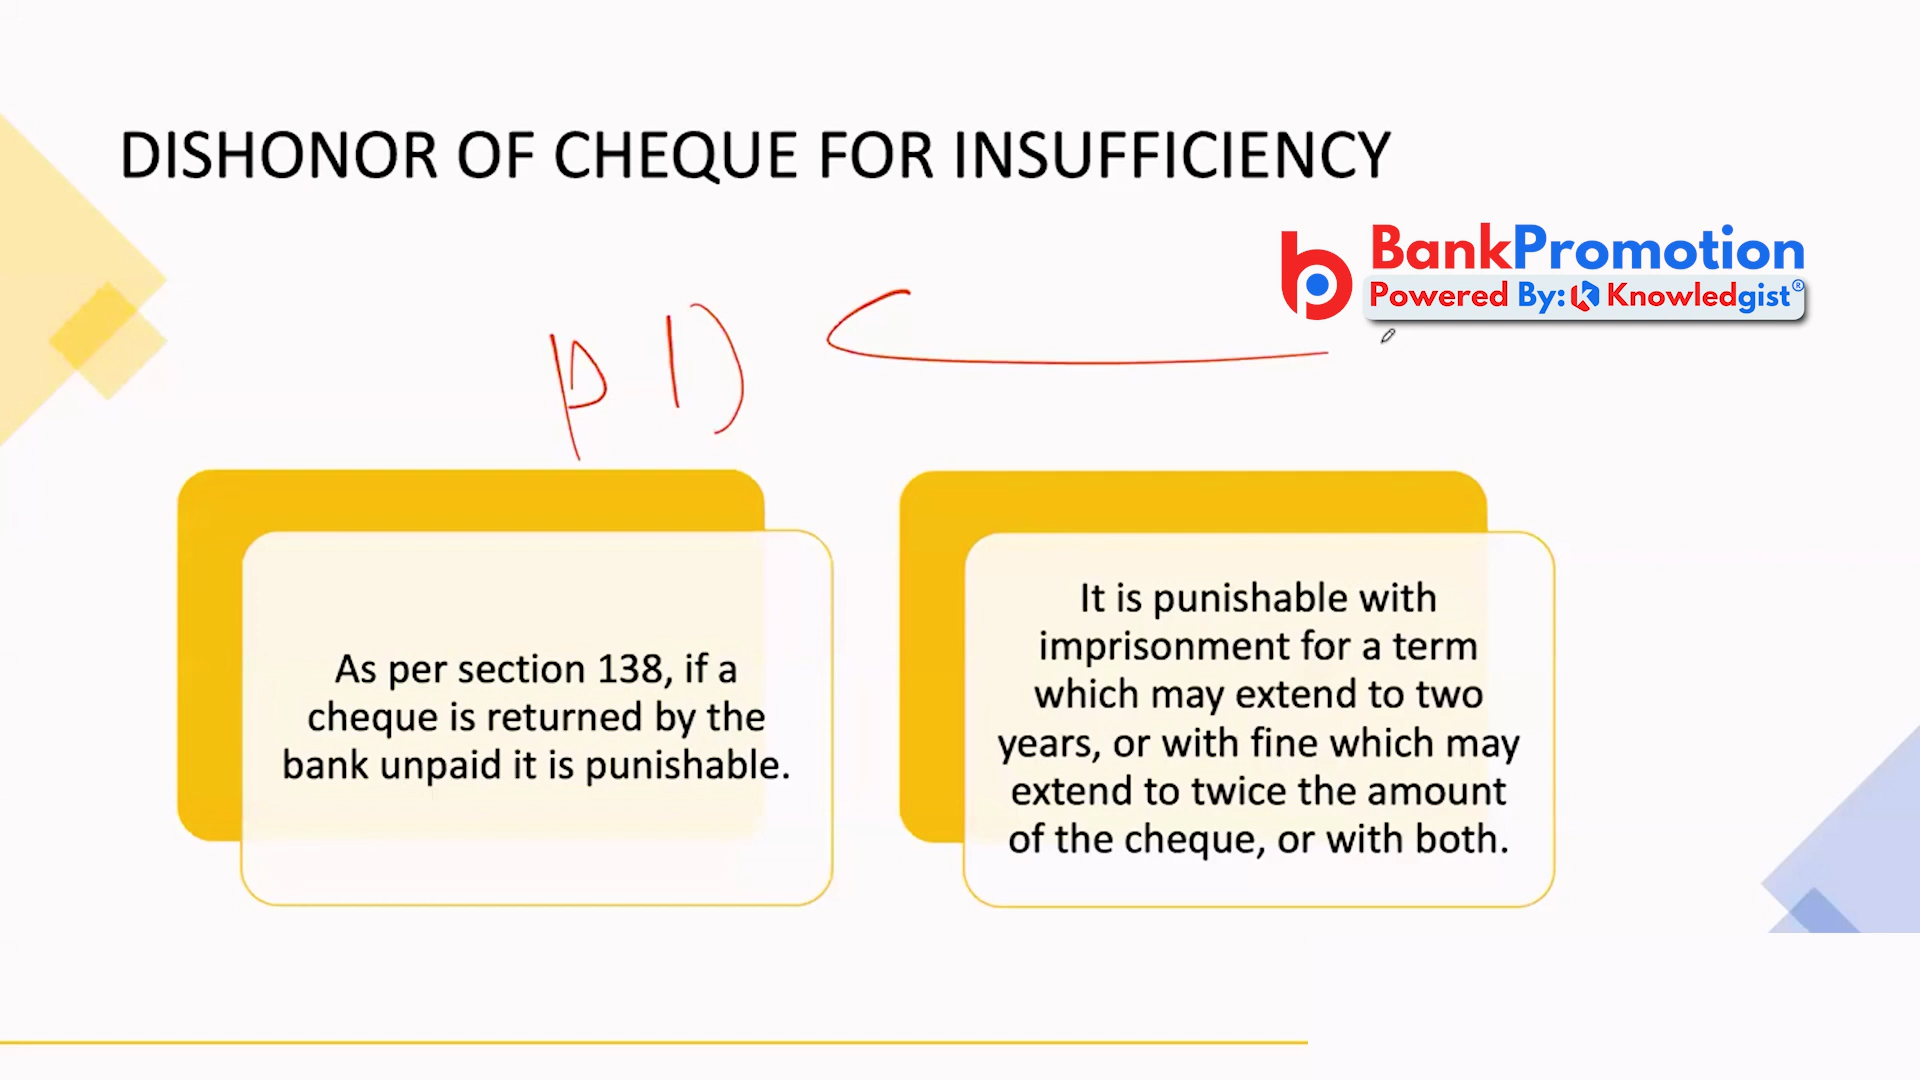 DISHONOR OF CHEQUE FOR INSUFFICIENCY
BankPromotion
Powered By: Knowledgist®
P D
As per section 138, if a
cheque is returned by the
bank unpaid it is punishable.
It is punishable with
imprisonment for a term
which may extend to two
years, or with fine which may
extend to twice the amount
of the cheque, or with both.